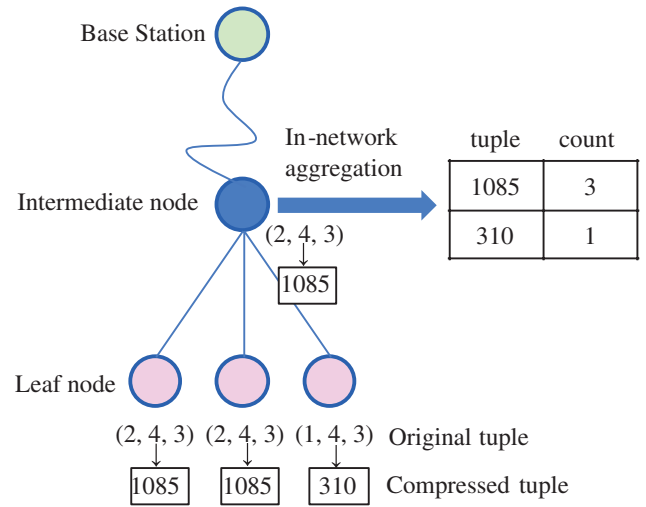 Base Station
In-network
aggregation
tuple count
1085 3
310 1
Intermediate node
(2, 4, 3)
1085
Leaf node
(2, 4, 3) (2, 4, 3) (1, 4, 3) Original tuple
1085 1085 310 Compressed tuple